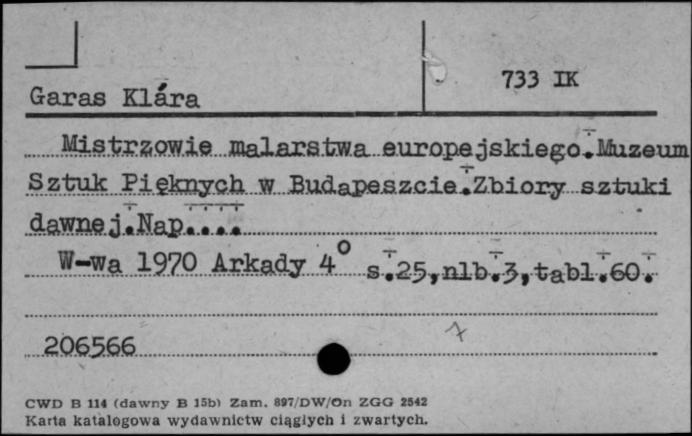 733 IK
Garas Klára
Mistrzowie malarstwa europejskiego.Muzeum
Sztuk Pięknych w Budapeszcie.Zbiory sztuki
dawnej.Nap....
W-wa 1970 Arkady 4° s.25,nlb.3,tabl.60.
206566
7
CWD B 114 (dawny B 15b) Zam. 897/DW/On ZGG 2542
Karta katalogowa wydawnictw ciągłych i zwartych.